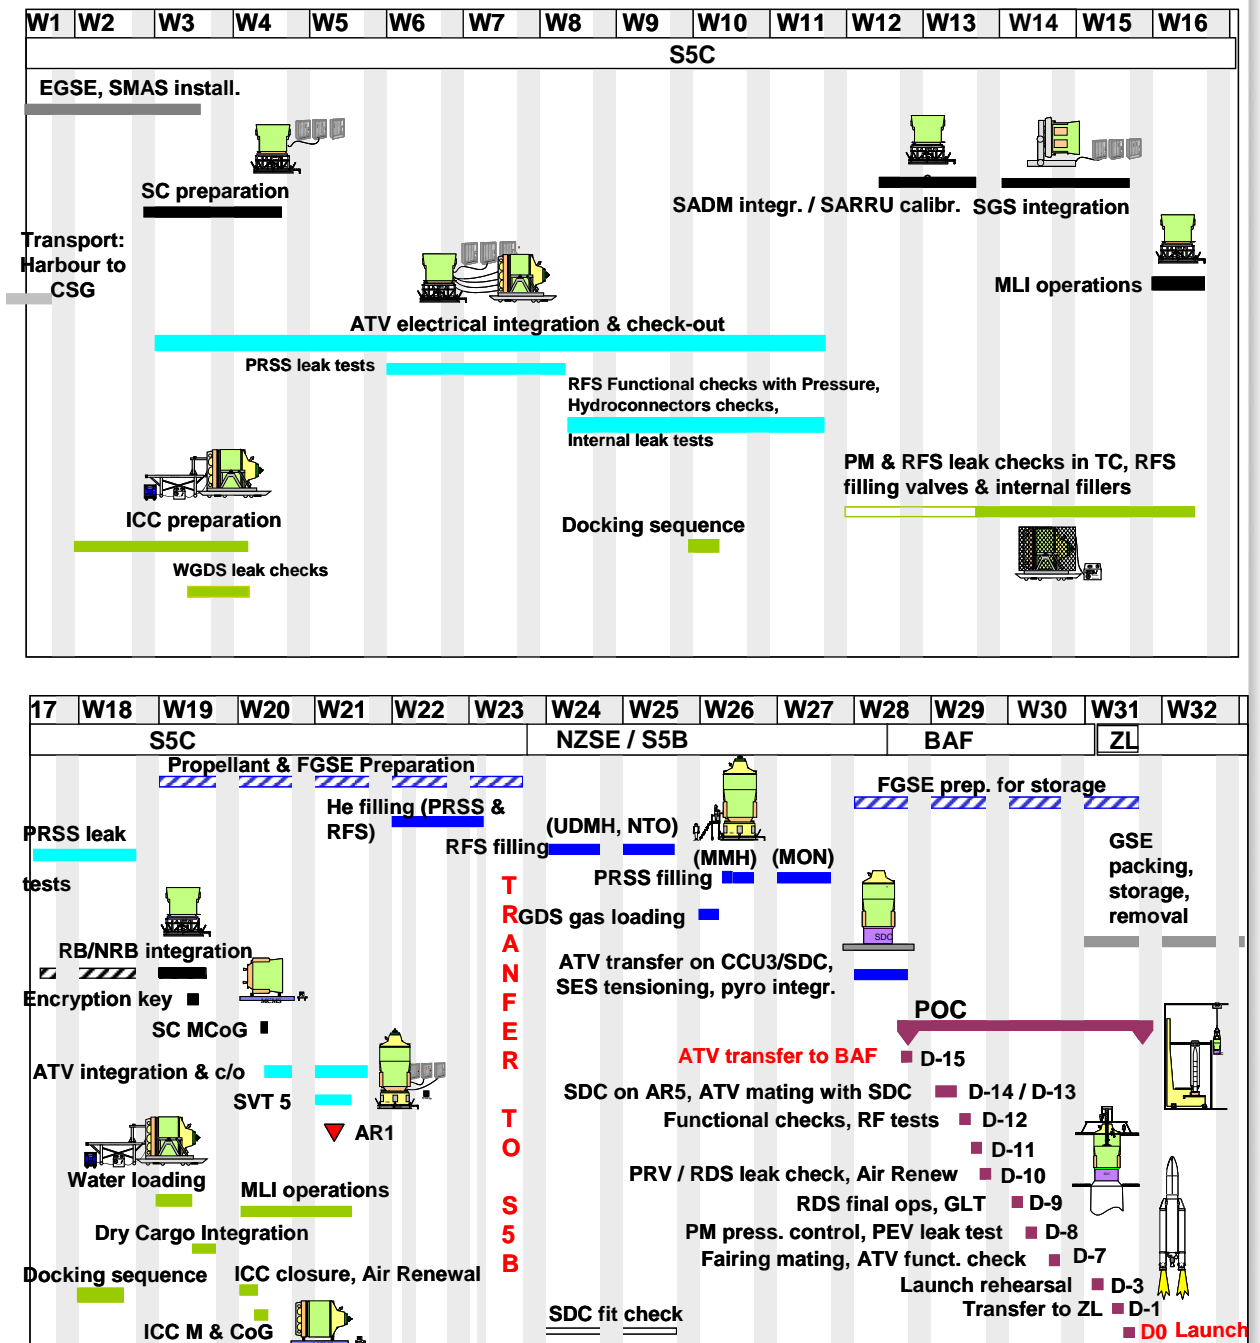 W1 W2 W3 W4 W5 W6 W7 W8 W9 W10 W11 W12 W13 W14 W15 W16
S5C
EGSE, SMAS install.
SC preparation
SADM integr. / SARRU calibr. SGS integration
Transport:
Harbour to
CSG
MLI operations
ATV electrical integration & check-out
PRSS leak tests
RFS Functional checks with Pressure,
Hydroconnectors checks,
Internal leak tests
PM & RFS leak checks in TC, RFS
filling valves & internal fillers
ICC preparation
Docking sequence
WGDS leak checks
17 W18 W19 W20 W21 W22 W23 W24 W25 W26 W27 W28 W29 W30 W31 W32
S5C NZSE / S5B BAF ZL
Propellant & FGSE Preparation
FGSE prep. for storage
He filling (PRSS &
RFS)
PRSS leak
tests
(UDMH, NTO)
RFS filling
(MMH) (MON)
PRSS filling
GSE
packing,
storage,
removal
TRANFER TO S5B
GDS gas loading
SDC
RB/NRB integration
ATV transfer on CCU3/SDC,
SES tensioning, pyro integr.
Encryption key
SC MCoG
POC
ATV transfer to BAF D-15
ATV integration & c/o
SDC on AR5, ATV mating with SDC D-14 / D-13
SVT 5
Functional checks, RF tests D-12
AR1
D-11
Water loading
PRV / RDS leak check, Air Renew D-10
MLI operations
RDS final ops, GLT D-9
Dry Cargo Integration
PM press. control, PEV leak test D-8
Fairing mating, ATV funct. check D-7
Docking sequence
ICC closure, Air Renewal
Launch rehearsal D-3
SDC fit check
Transfer to ZL D-1
ICC M & CoG
D0 Launch